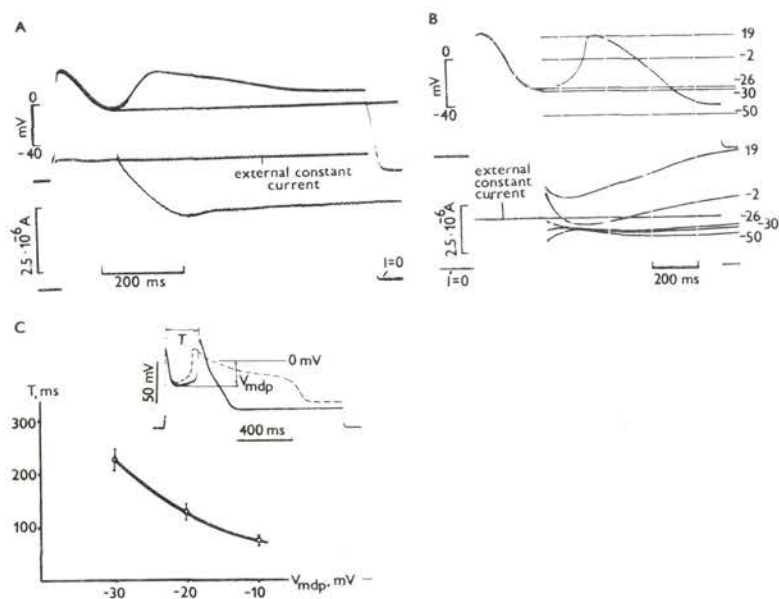 A
0
mV
-40
external constant
current
2.5·10⁻⁶A
200 ms
I=0
B
0
mV
-40
19
-2
-26
-30
-50
external
constant
current
2.5·10⁻⁶A
19
-2
-26
-30
-50
I=0
200 ms
C
T
0 mV
50 mV
Vmdp
400 ms
T, ms
300
200
100
-30
-20
-10
Vmdp, mV